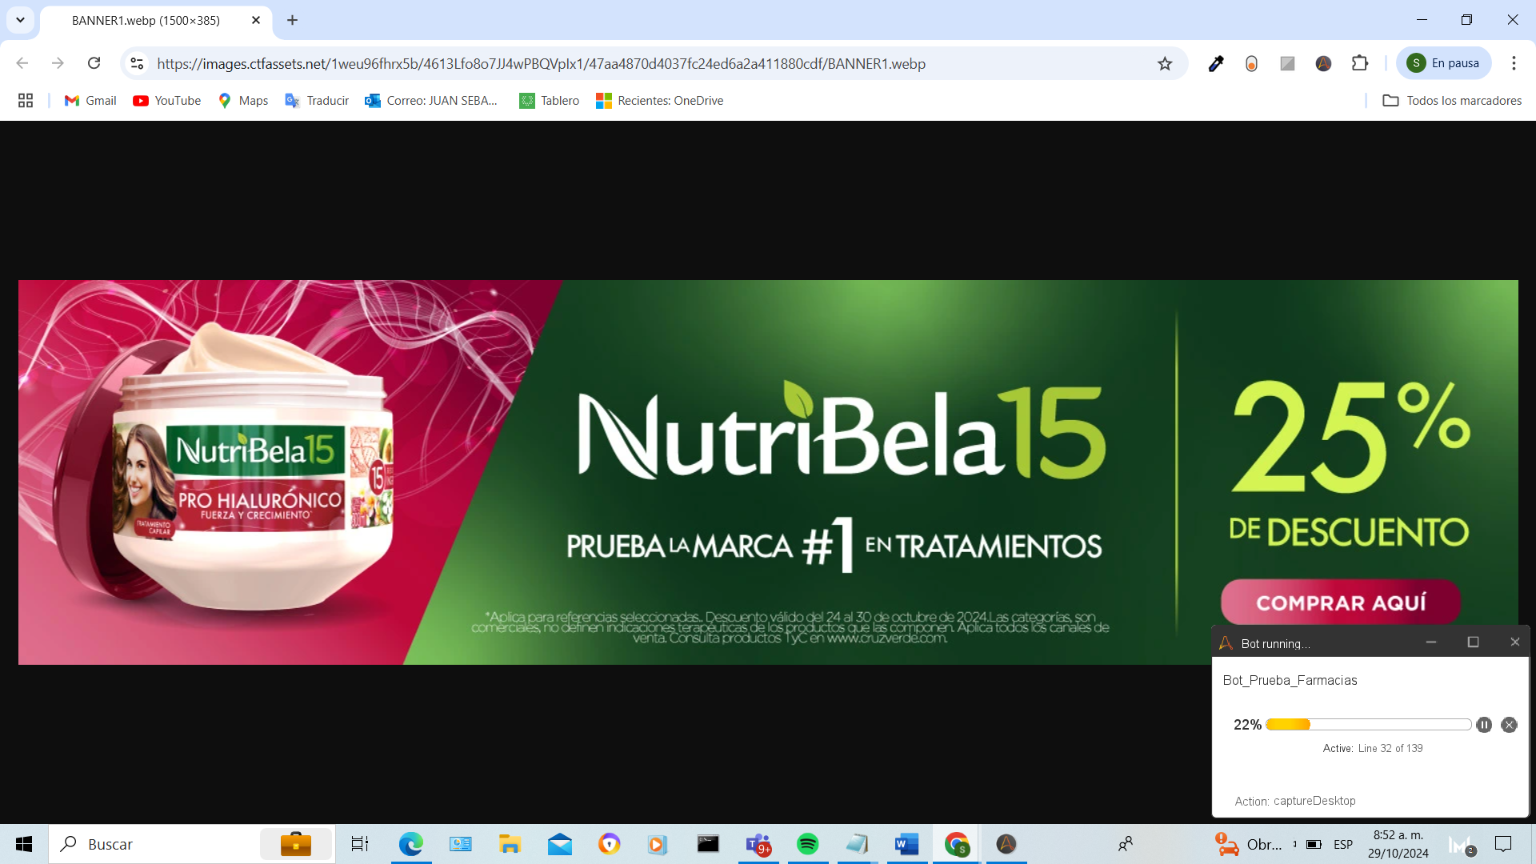 BANNER1.webp (1500×385)
https://images.ctfassets.net/1weu96fhrx5b/4613Lfo8o7JJ4wPBQVpIx1/47aa4870d4037fc24ed6a2a411880cdf/BANNER1.webp
S En pausa
Gmail YouTube Maps Traducir Correo: JUAN SEBA... Tablero Recientes: OneDrive Todos los marcadores
NutriBela15
PRO HIALURÓNICO
FUERZA Y CRECIMIENTO
15
TRATAMIENTO
CAPILAR
NutriBela15
PRUEBA LA MARCA #1 EN TRATAMIENTOS
*Aplica para referencias seleccionadas. Descuento válido del 24 al 30 de octubre de 2024.Las categorías, son
comerciales, no definen indicaciones terapeuticas de los productos que las componen. Aplica todos los canales de
venta. Consulta productos TyC en www.cruzverde.com.
25%
DE DESCUENTO
COMPRAR AQUÍ
Bot running...
Bot_Prueba_Farmacias
22%
Active: Line 32 of 139
Action: captureDesktop
Buscar
9+
S
Obr...
ESP
8:52 a. m.
29/10/2024
2